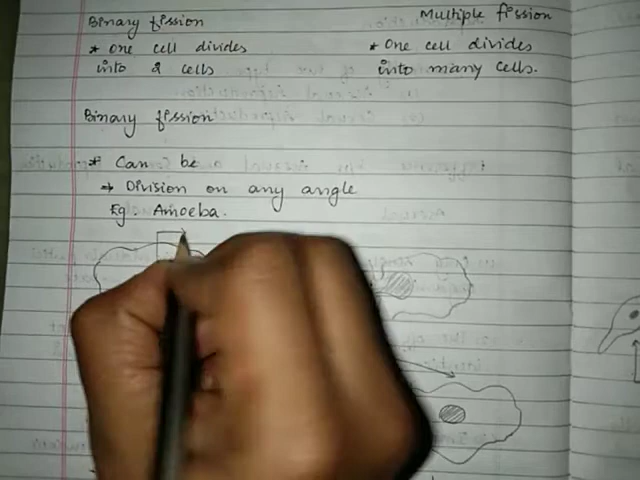 Binary fission
Multiple fission
* One cell divides
into 2 cells
* One cell divides
into many cells.
Binary fission
* Can be
→ Division on any angle
Eg: Amoeba.